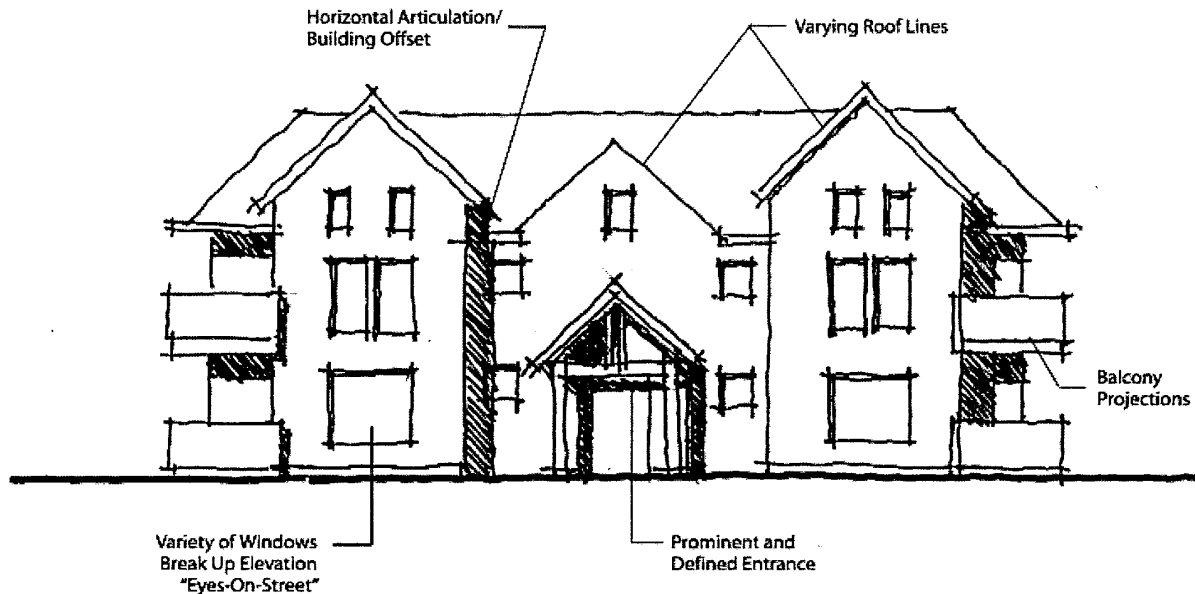 Horizontal Articulation/
Building Offset
Varying Roof Lines
Balcony
Projections
Variety of Windows
Break Up Elevation
"Eyes-On-Street"
Prominent and
Defined Entrance